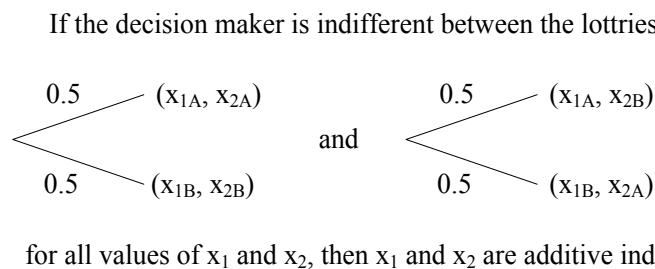 If the decision maker is indifferent between the lottries
0.5 (x1A, x2A) 0.5 (x1A, x2B)
and
0.5 (x1B, x2B) 0.5 (x1B, x2A)
for all values of x1 and x2, then x1 and x2 are additive ind